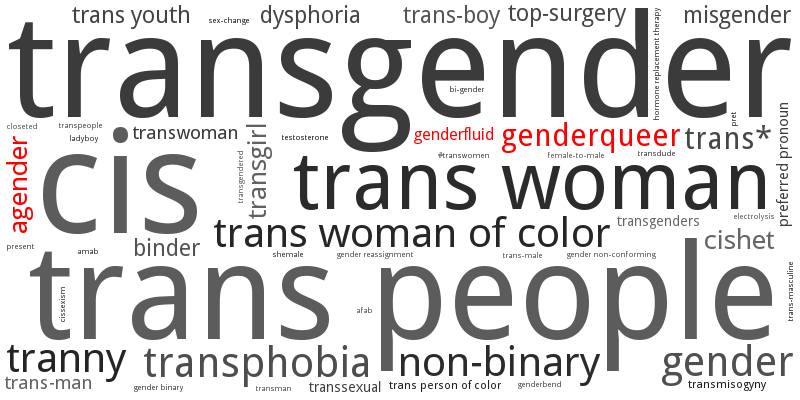 trans youth
sex-change
dysphoria
trans-boy
top-surgery
misgender
transgender
hormone replacement therapy
bi-gender
closeted
transpeople
ladyboy
transwoman
testosterone
genderfluid
genderqueer
pret
trans*
preferred pronoun
agender
cis
transgendered
transgirl
#transwomen
female-to-male
transdude
trans woman
trans woman of color
transgenders
electrolysis
cishet
present
amab
binder
shemale
gender reassignment
trans-male
gender non-conforming
trans people
cissexism
afab
trans-masculine
tranny
transphobia
non-binary
gender
trans-man
gender binary
transman
transsexual
trans person of color
genderbend
transmisogyny